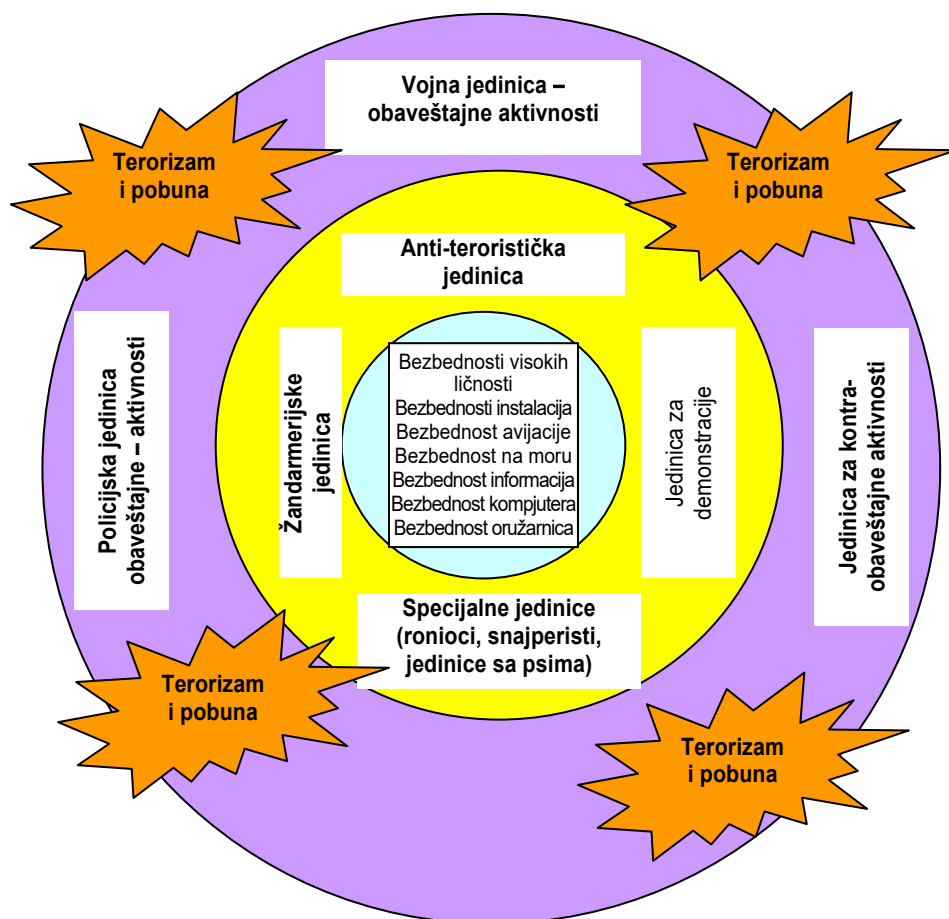 Vojna jedinica –
obaveštajne aktivnosti
Terorizam
i pobuna
Terorizam
i pobuna
Anti-teroristička
jedinica
Policijska jedinica
obaveštajne – aktivnosti
Žandarmerijske
jedinica
Bezbednosti visokih
ličnosti
Bezbednosti instalacija
Bezbednost avijacije
Bezbednost na moru
Bezbednost informacija
Bezbednost kompjutera
Bezbednost oružarnica
Jedinica za
demonstracije
Jedinica za kontra-
obaveštajne aktivnosti
Specijalne jedinice
(ronioci, snajperisti,
jedinice sa psima)
Terorizam
i pobuna
Terorizam
i pobuna